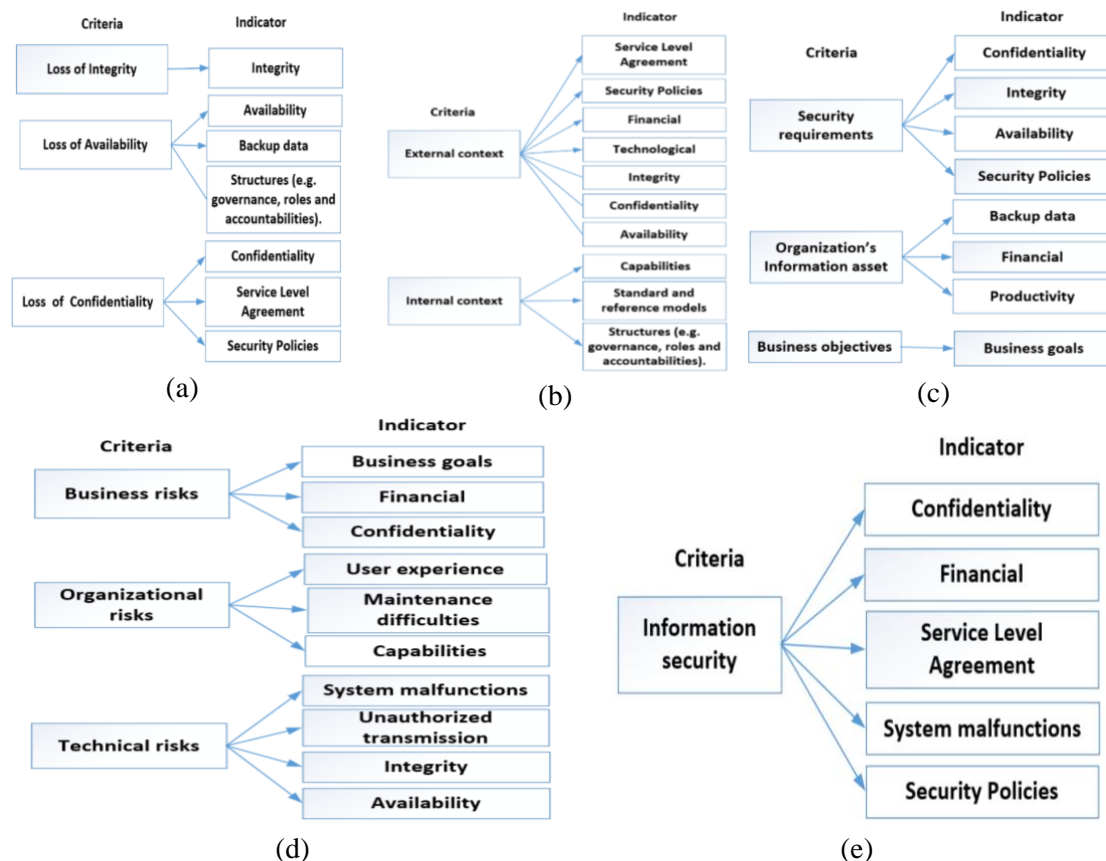 Criteria
Indicator
Loss of Integrity
Integrity
Loss of Availability
Availability
Backup data
Structures (e.g.
governance, roles and
accountabilities).
Loss of Confidentiality
Confidentiality
Service Level
Agreement
Security Policies
(a)
Indicator
Criteria
External context
Service Level
Agreement
Security Policies
Financial
Technological
Integrity
Confidentiality
Availability
Internal context
Capabilities
Standard and
reference models
Structures (e.g.
governance, roles and
accountabilities).
(b)
Indicator
Criteria
Security
requirements
Confidentiality
Integrity
Availability
Security Policies
Organization's
Information asset
Backup data
Financial
Productivity
Business objectives
Business goals
(c)
Indicator
Criteria
Business risks
Business goals
Financial
Confidentiality
Organizational
risks
User experience
Maintenance
difficulties
Capabilities
Technical risks
System malfunctions
Unauthorized
transmission
Integrity
Availability
(d)
Indicator
Criteria
Information
security
Confidentiality
Financial
Service Level
Agreement
System malfunctions
Security Policies
(e)